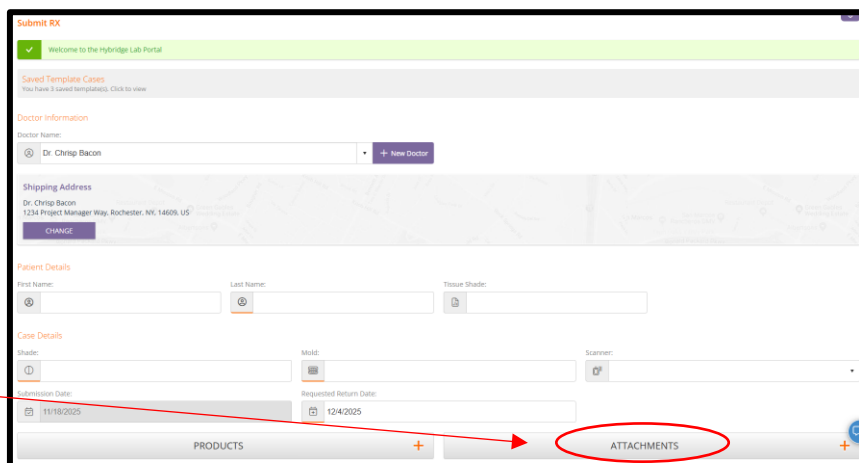 Submit RX
Welcome to the Hybridge Lab Portal
Saved Template Cases
You have 3 saved template(s). Click to view
Doctor Information
Doctor Name:
Dr. Chrisp Bacon
+ New Doctor
Shipping Address
Dr. Chrisp Bacon
1234 Project Manager Way, Rochester, NY, 14609, US
CHANGE
Patient Details
First Name: Last Name: Tissue Shade:
Case Details
Shade: Mold: Scanner:
Submission Date: Requested Return Date:
11/18/2025 12/4/2025
PRODUCTS + ATTACHMENTS +